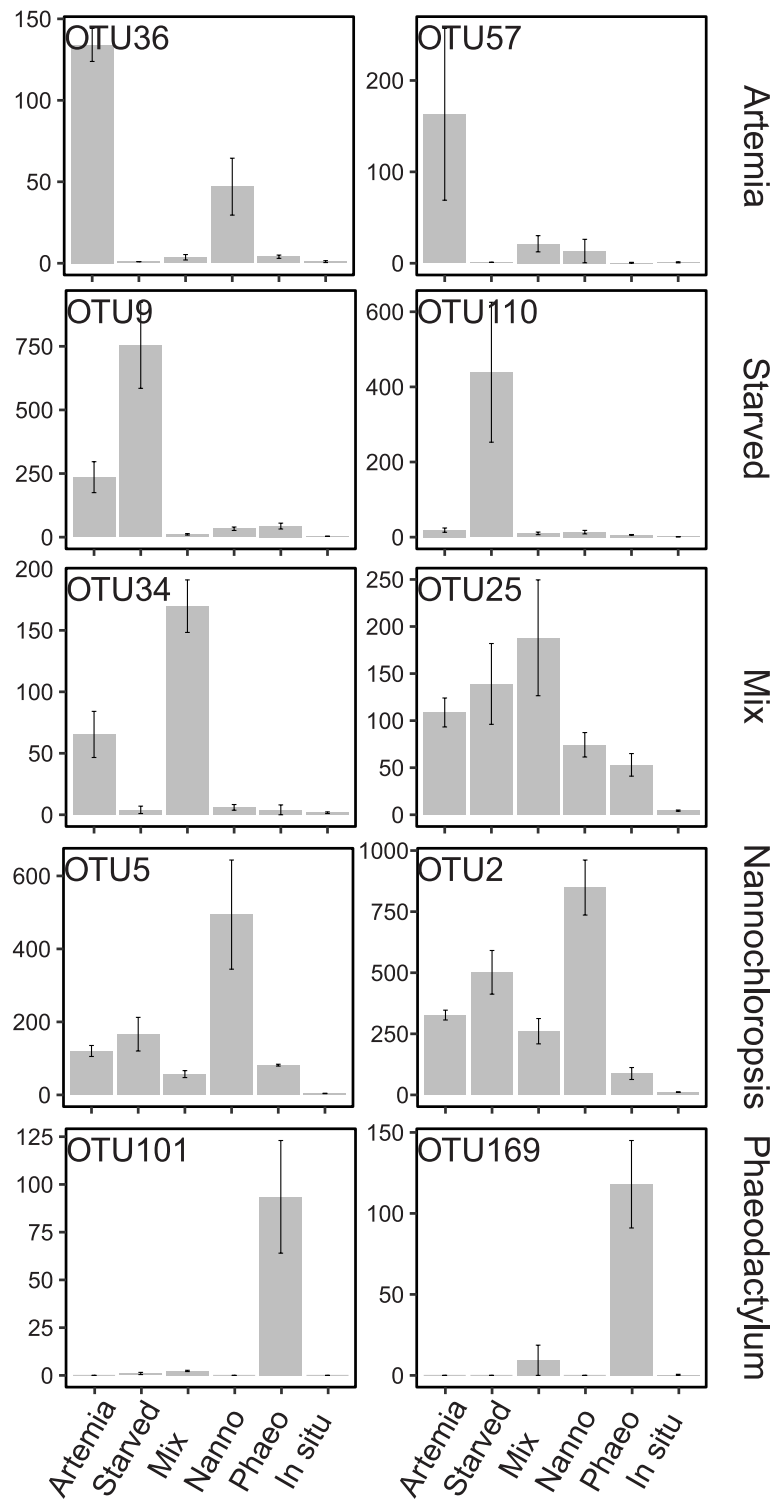 OTU36
150
100
50
0
OTU57
200
100
0
Artemia
OTU9
750
500
250
0
OTU110
600
400
200
0
Starved
OTU34
200
150
100
50
0
OTU25
250
200
150
100
50
0
Mix
OTU5
600
400
200
0
OTU2
1000
750
500
250
0
Nannochloropsis
OTU101
125
100
75
50
25
0
OTU169
150
100
50
0
Phaeodactylum
Artemia
Starved
Mix
Nanno
Phaeo
In situ
Artemia
Starved
Mix
Nanno
Phaeo
In situ